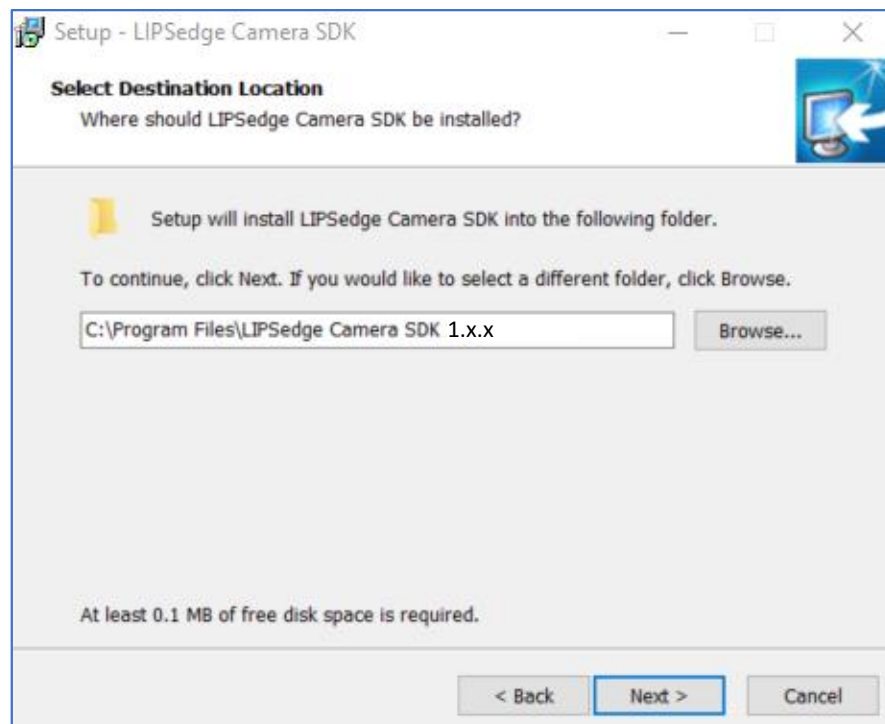 Setup - LIPSedge Camera SDK
Select Destination Location
Where should LIPSedge Camera SDK be installed?
Setup will install LIPSedge Camera SDK into the following folder.
To continue, click Next. If you would like to select a different folder, click Browse.
C:\Program Files\LIPSedge Camera SDK 1.x.x
Browse...
At least 0.1 MB of free disk space is required.
< Back
Next >
Cancel